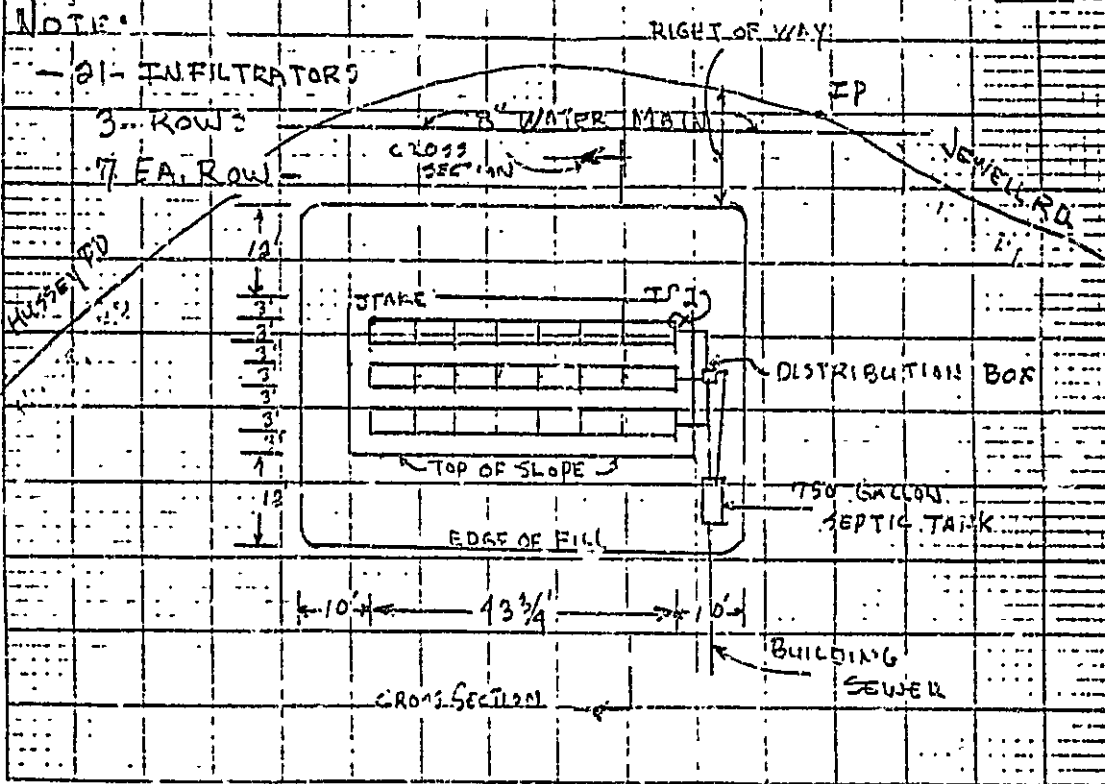 NOTE:
RIGHT OF WAY
- 21- INFILTRATORS
IP
3 - ROWS
8" WATER MAIN
CROSS
SECTION
7 EA. ROW -
JEWELL RD.
12'
HUSSEY RD
STAKE
3'
3'
3'
3'
3'
DISTRIBUTION BOX
3'
TOP OF SLOPE
12
750 GALLON
SEPTIC TANK
EDGE OF FILL
10'
43 3/4'
10'
BUILDING
SEWER
CROSS SECTION